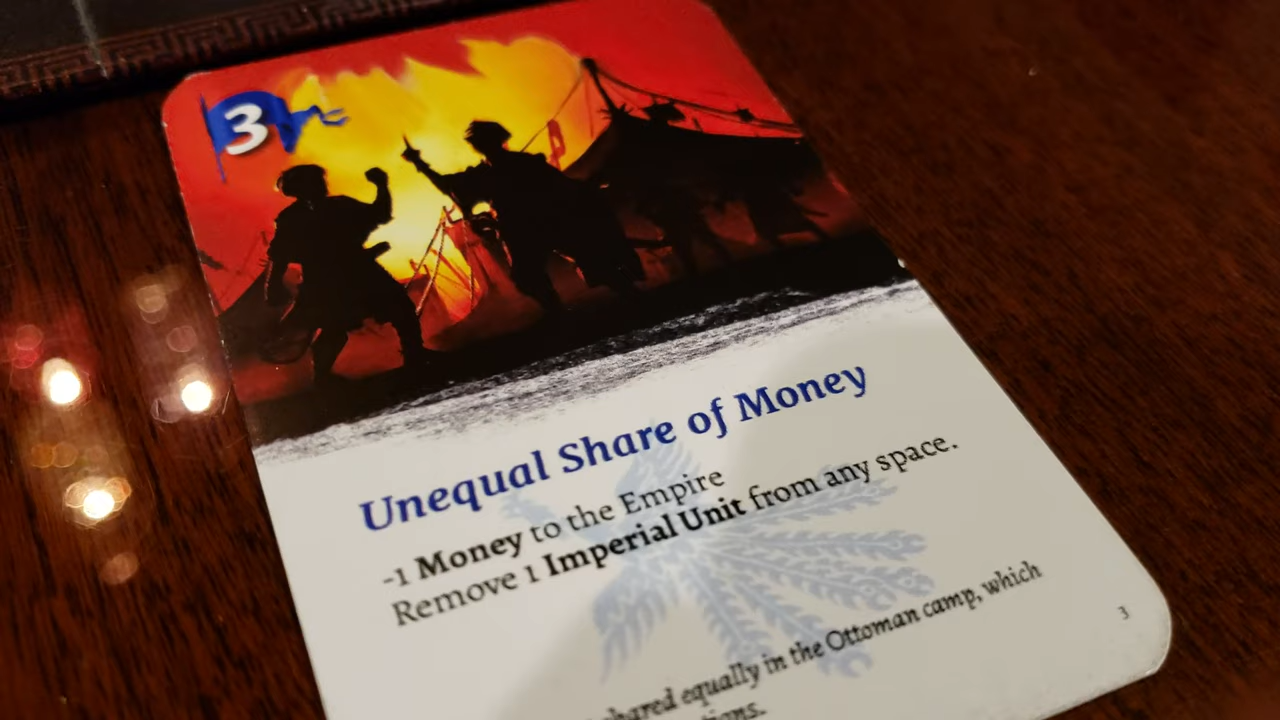 3
Unequal Share of Money
-1 Money to the Empire
Remove 1 Imperial Unit from any space.
shared equally in the Ottoman camp, which
3